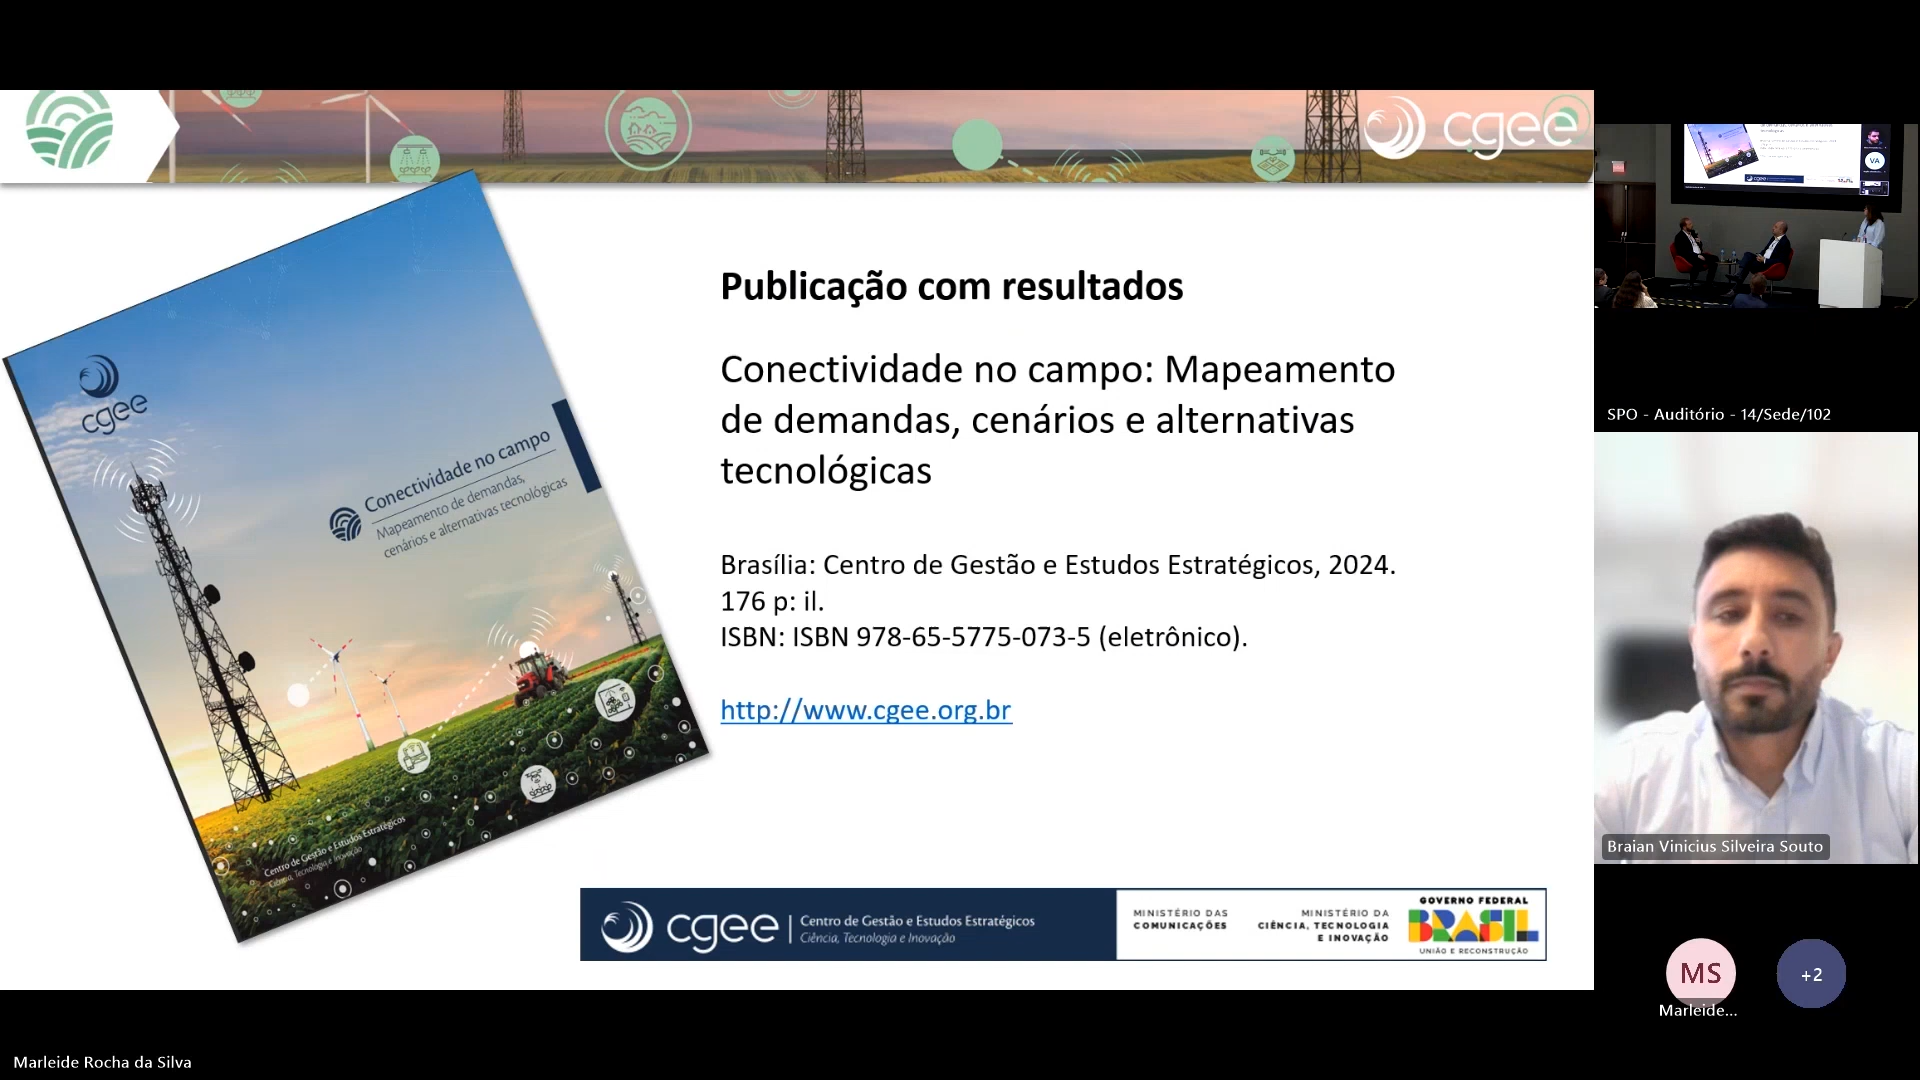 cgee
Publicação com resultados
Conectividade no campo: Mapeamento
de demandas, cenários e alternativas
tecnológicas
Brasília: Centro de Gestão e Estudos Estratégicos, 2024.
176 p: il.
ISBN: ISBN 978-65-5775-073-5 (eletrônico).
http://www.cgee.org.br
cgee
Conectividade no campo
Mapeamento de demandas,
cenários e alternativas tecnológicas
Centro de Gestão e Estudos Estratégicos
Ciência, Tecnologia e Inovação
cgee
Centro de Gestão e Estudos Estratégicos
Ciência, Tecnologia e Inovação
MINISTÉRIO DAS
COMUNICAÇÕES
MINISTÉRIO DA
CIÊNCIA, TECNOLOGIA
E INOVAÇÃO
GOVERNO FEDERAL
BRASIL
UNIÃO E RECONSTRUÇÃO
VA
SPO - Auditório - 14/Sede/102
Braian Vinicius Silveira Souto
MS
+2
Marleide...
Marleide Rocha da Silva